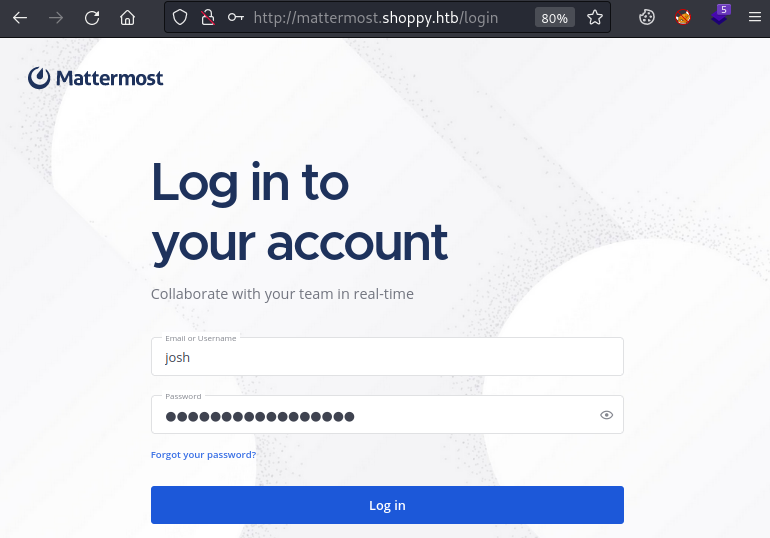 http://mattermost.shoppy.htb/login
80%
5
Mattermost
Log in to
your account
Collaborate with your team in real-time
Email or Username
josh
Password
●●●●●●●●●●●●●●●●●
Forgot your password?
Log in